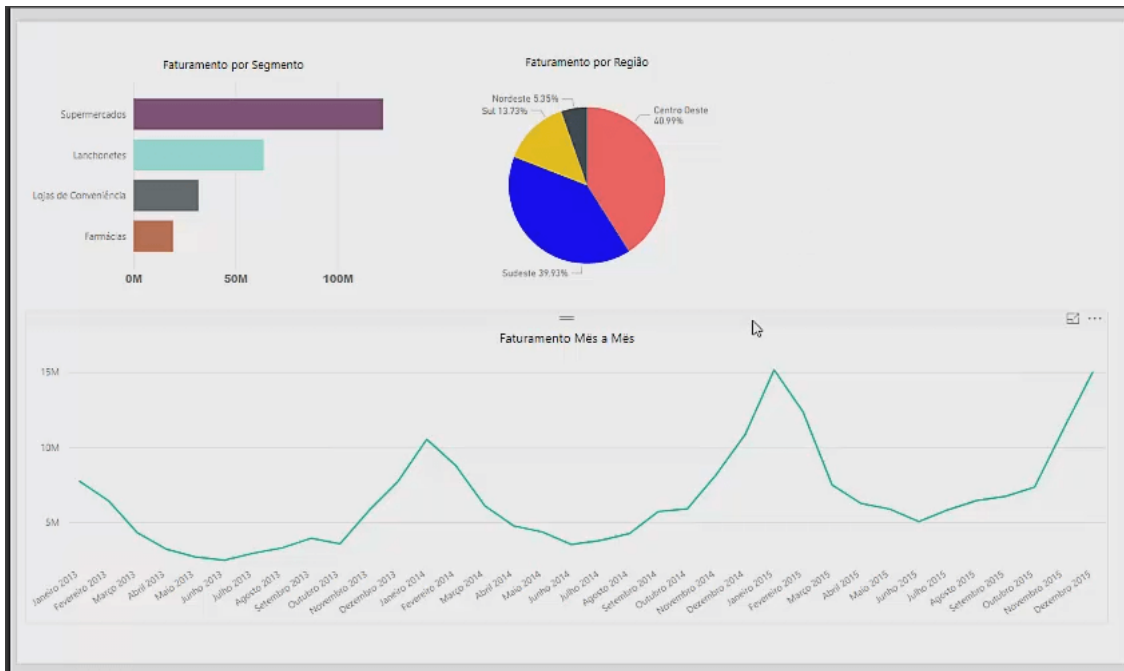 Faturamento por Segmento
Supermercados
Lanchonetes
Lojas de Conveniência
Farmácias
0M 50M 100M
Faturamento por Região
Nordeste 5.35%
Sul 13.73%
Centro Oeste
40.99%
Sudeste 39.93%
Faturamento Mês a Mês
15M
10M
5M
Janeiro 2013
Fevereiro 2013
Março 2013
Abril 2013
Maio 2013
Junho 2013
Julho 2013
Agosto 2013
Setembro 2013
Outubro 2013
Novembro 2013
Dezembro 2013
Janeiro 2014
Fevereiro 2014
Março 2014
Abril 2014
Maio 2014
Junho 2014
Julho 2014
Agosto 2014
Setembro 2014
Outubro 2014
Novembro 2014
Dezembro 2014
Janeiro 2015
Fevereiro 2015
Março 2015
Abril 2015
Maio 2015
Junho 2015
Julho 2015
Agosto 2015
Setembro 2015
Outubro 2015
Novembro 2015
Dezembro 2015